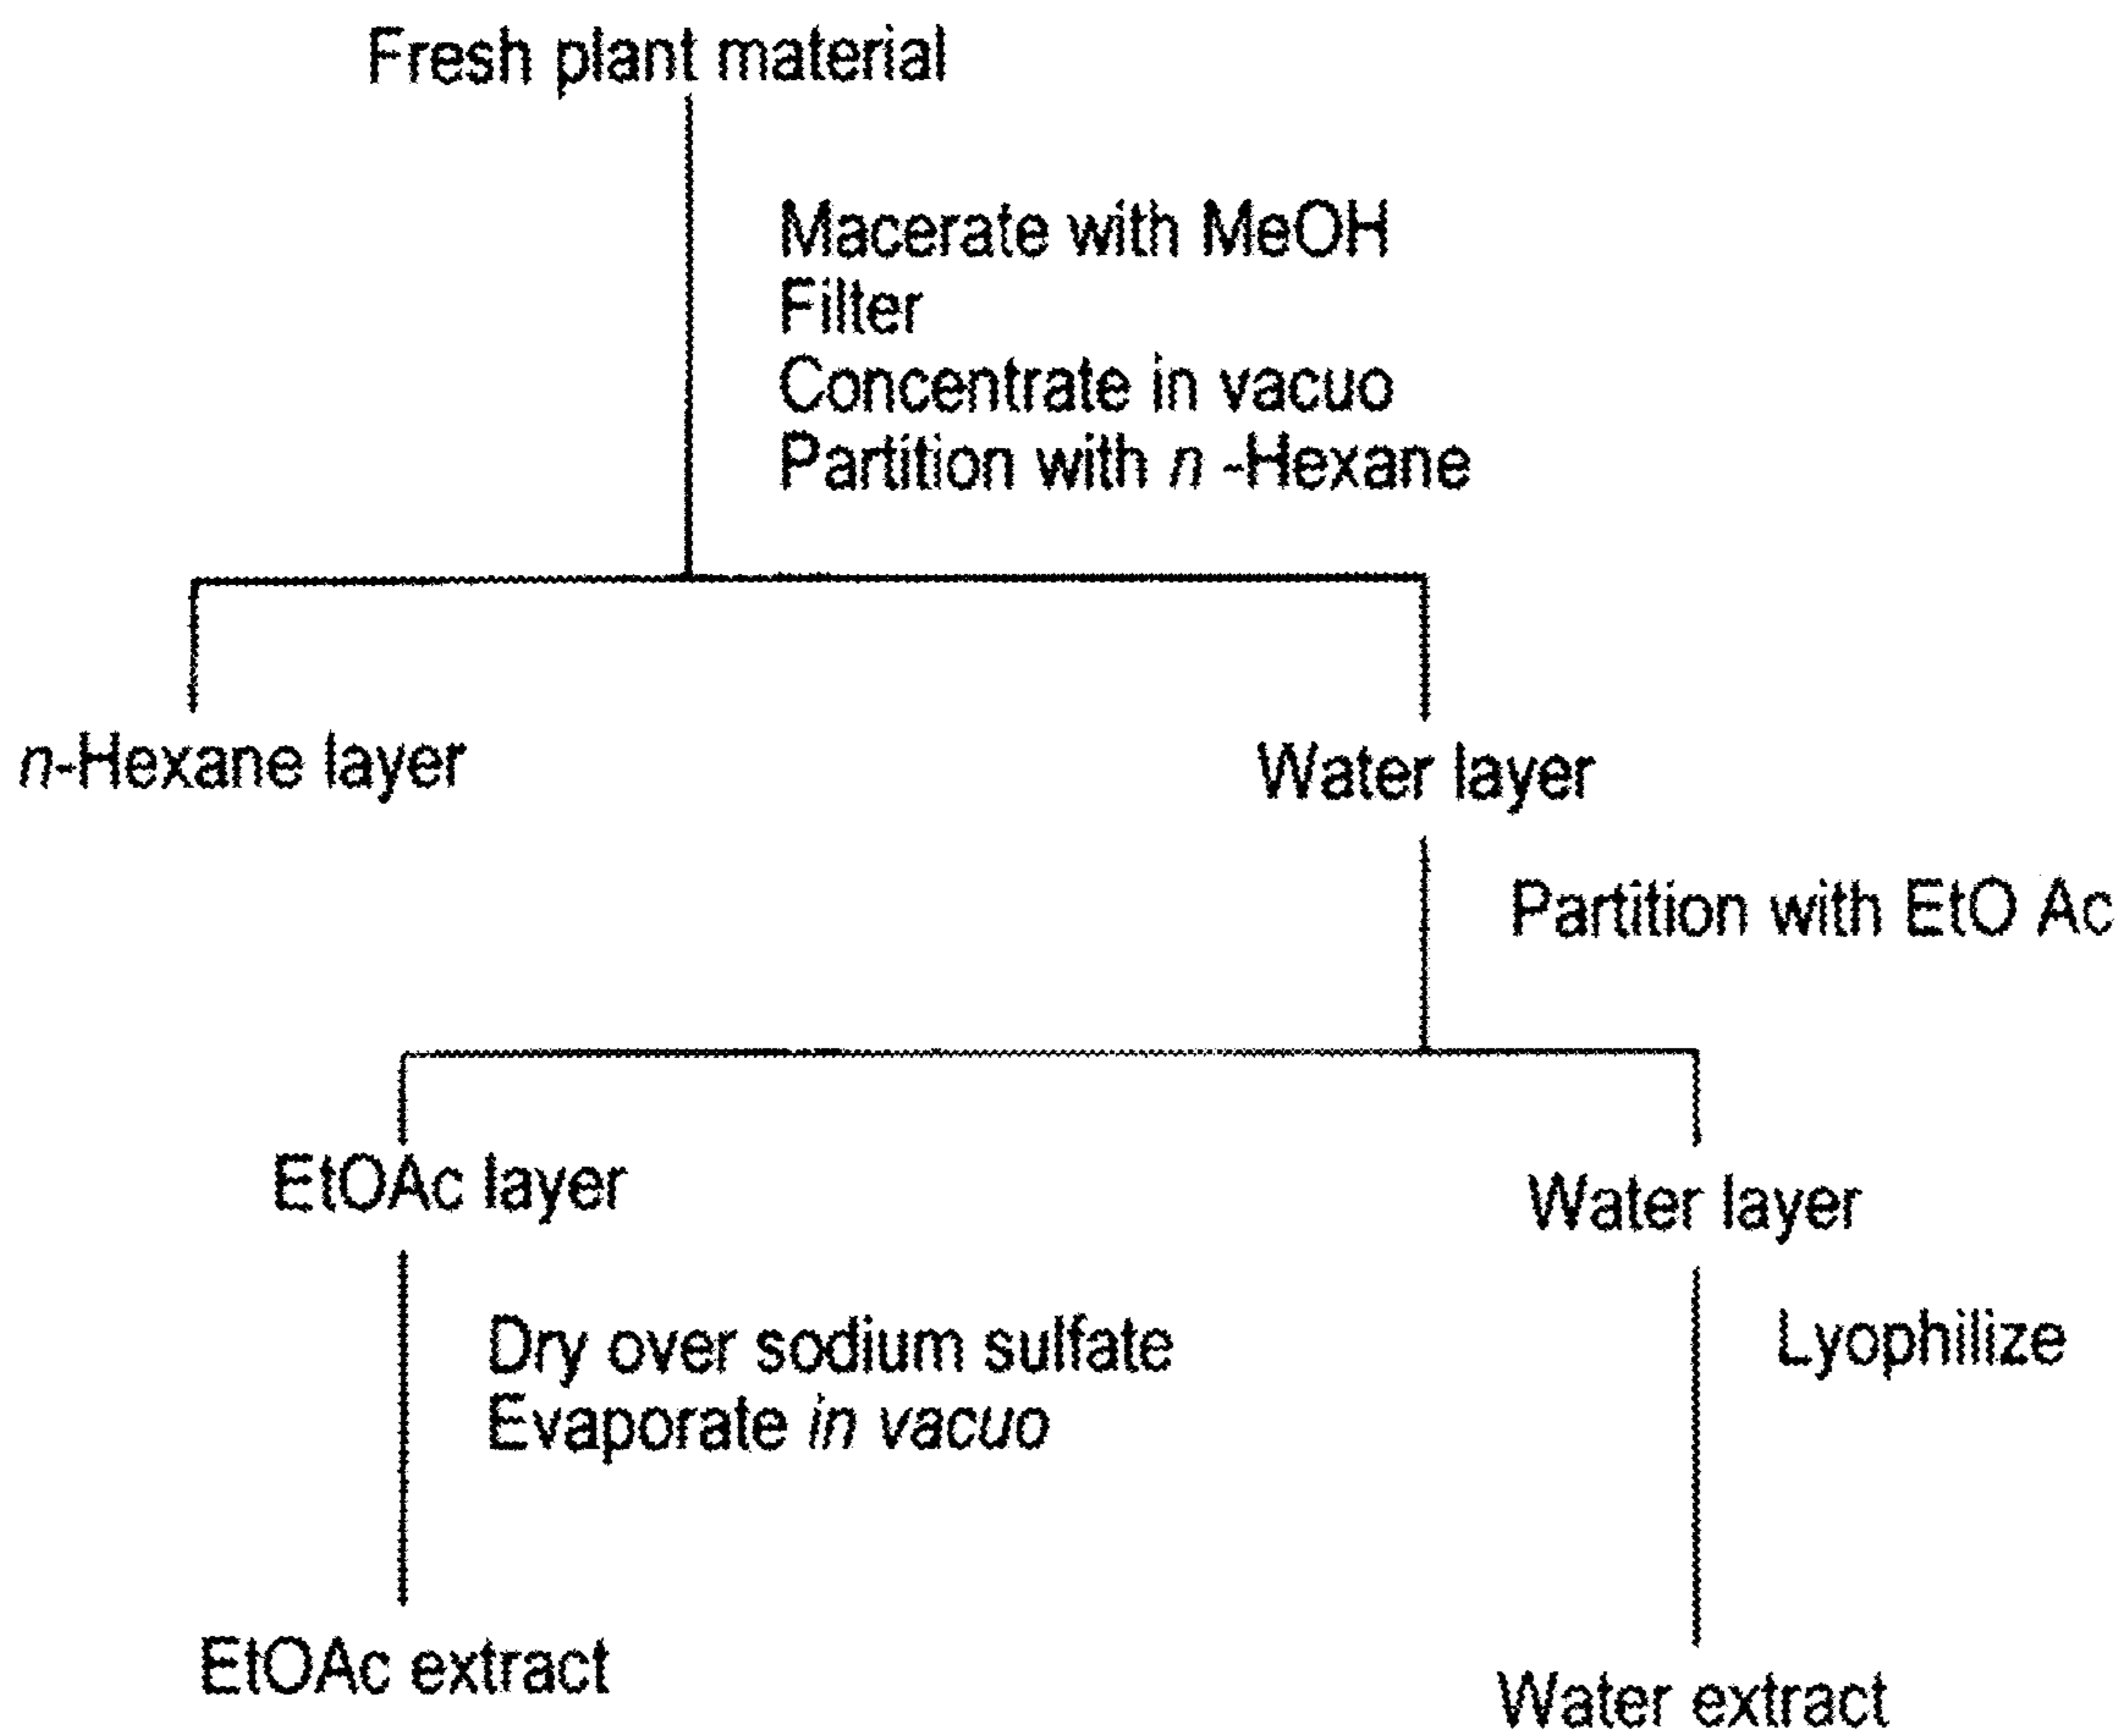 Fresh plant material
Macerate with MeOH
Filter
Concentrate in vacuo
Partition with n -Hexane
n-Hexane layer
Water layer
Partition with EtO Ac
EtOAc layer
Water layer
Dry over sodium sulfate
Evaporate in vacuo
Lyophilize
EtOAc extract
Water extract